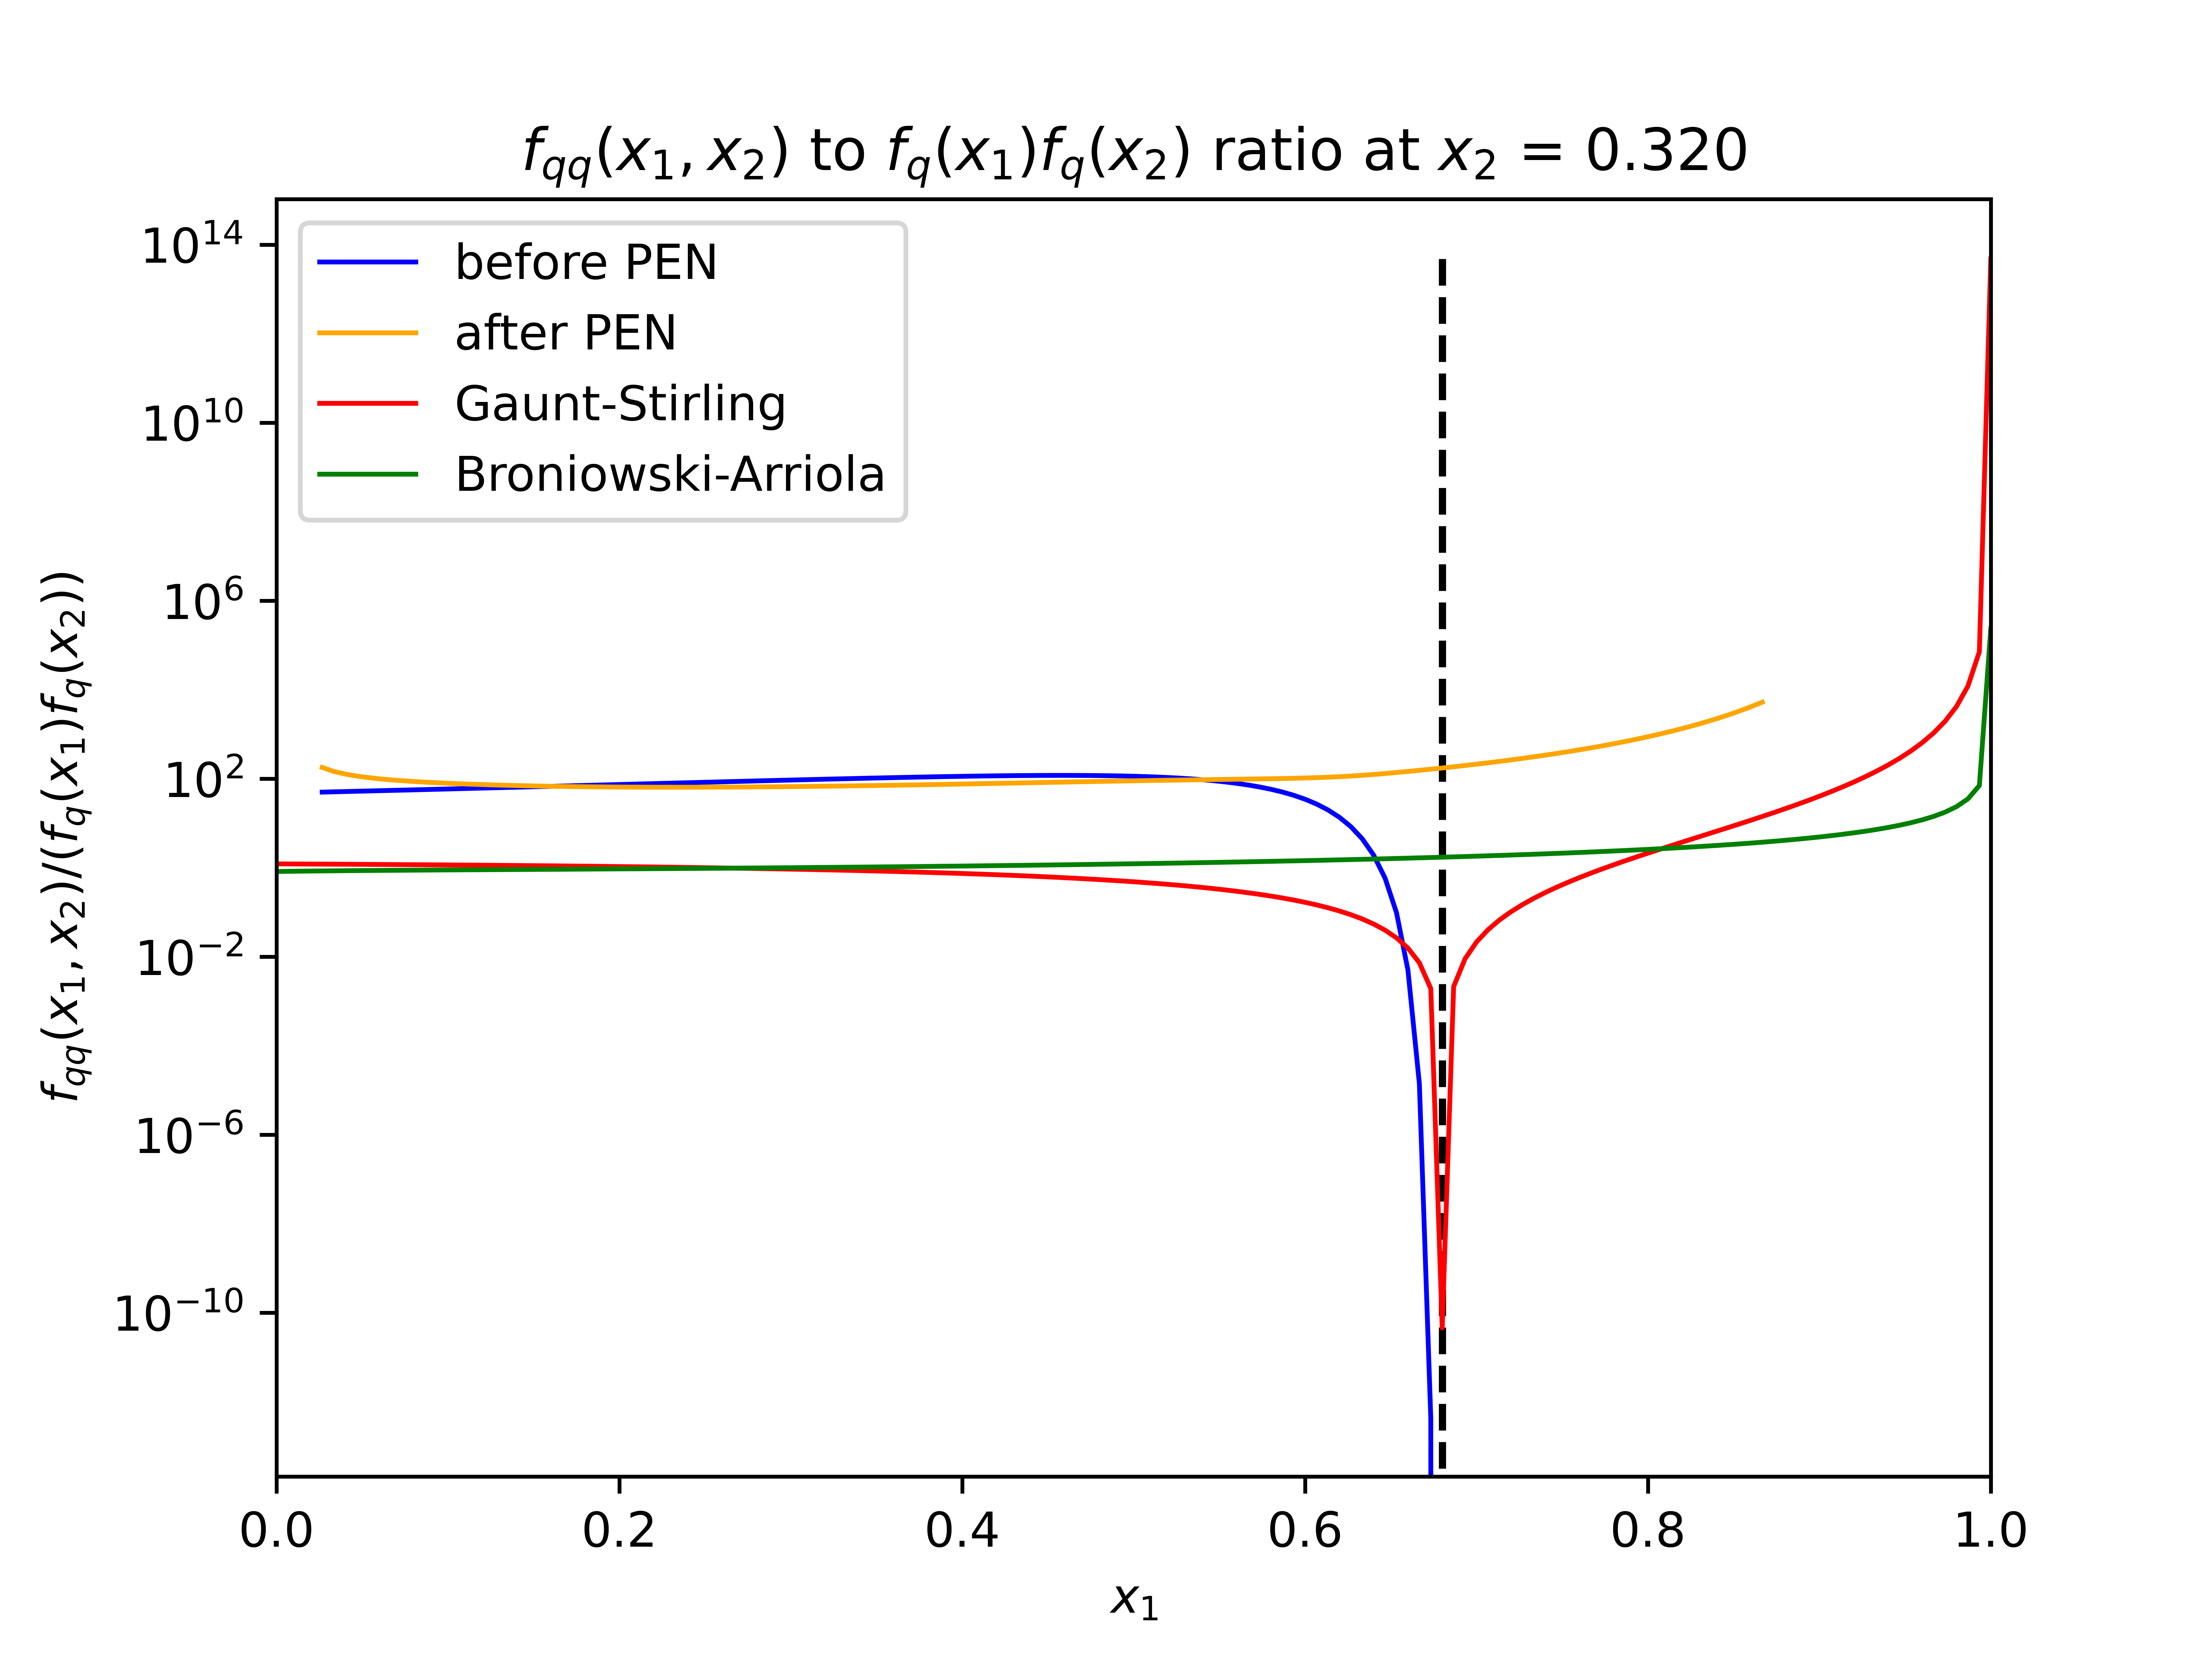 f_qq(x_1, x_2) to f_q(x_1)f_q(x_2) ratio at x_2 = 0.320
10^14
10^10
10^6
10^2
10^−2
10^−6
10^−10
f_qq(x_1, x_2)/(f_q(x_1)f_q(x_2))
before PEN
after PEN
Gaunt-Stirling
Broniowski-Arriola
0.0 0.2 0.4 0.6 0.8 1.0
x_1